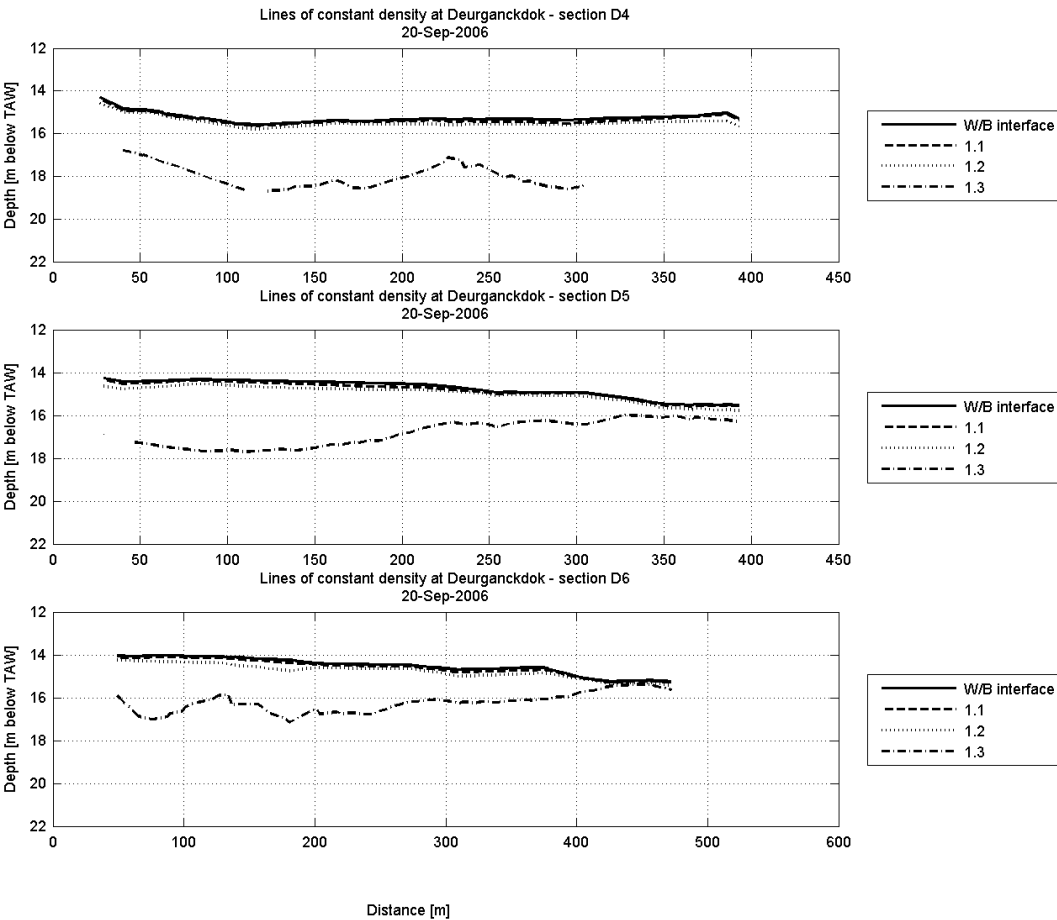 Lines of constant density at Deurganckdok - section D4
20-Sep-2006
Depth [m below TAW]
12
14
16
18
20
22
0 50 100 150 200 250 300 350 400 450
W/B interface
1.1
1.2
1.3
Lines of constant density at Deurganckdok - section D5
20-Sep-2006
Depth [m below TAW]
12
14
16
18
20
22
0 50 100 150 200 250 300 350 400 450
W/B interface
1.1
1.2
1.3
Lines of constant density at Deurganckdok - section D6
20-Sep-2006
Depth [m below TAW]
12
14
16
18
20
22
0 100 200 300 400 500 600
W/B interface
1.1
1.2
1.3
Distance [m]